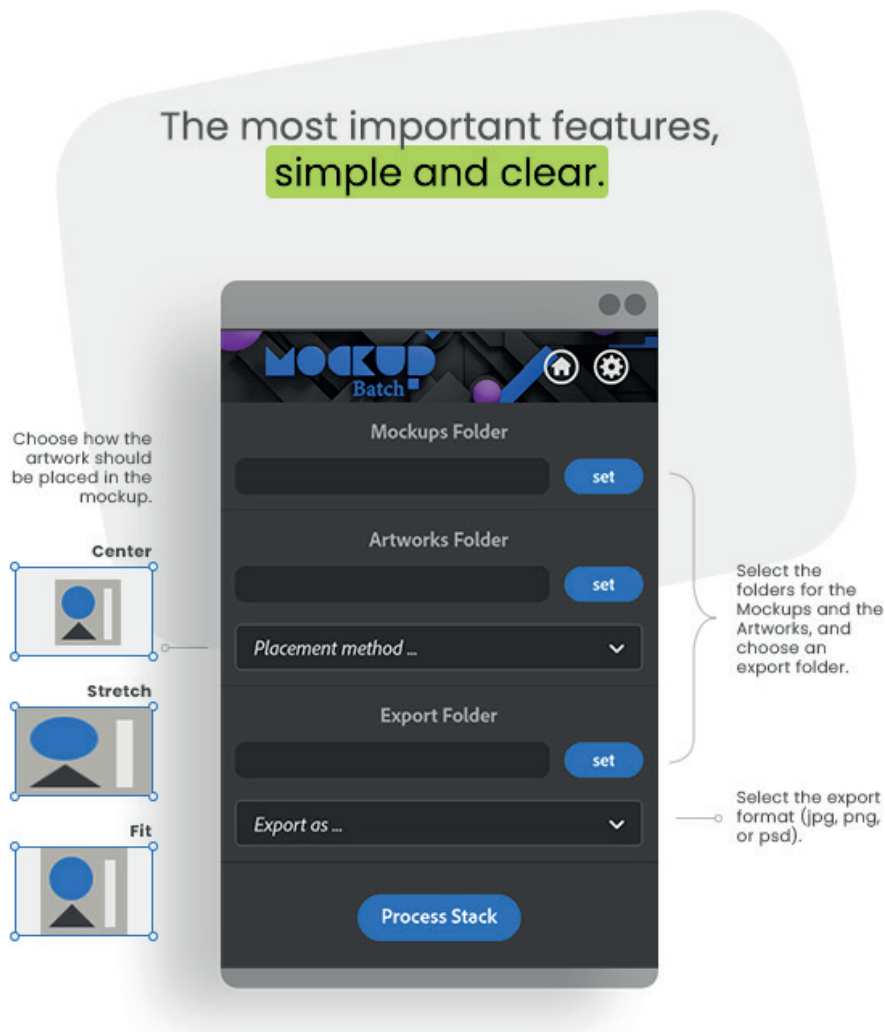 The most important features,
simple and clear.
MOCKUP
Batch
Mockups Folder
set
Artworks Folder
set
Placement method ...
Export Folder
set
Export as ...
Process Stack
Choose how the
artwork should
be placed in the
mockup.
Center
Stretch
Fit
Select the
folders for the
Mockups and the
Artworks, and
choose an
export folder.
Select the export
format (jpg, png,
or psd).